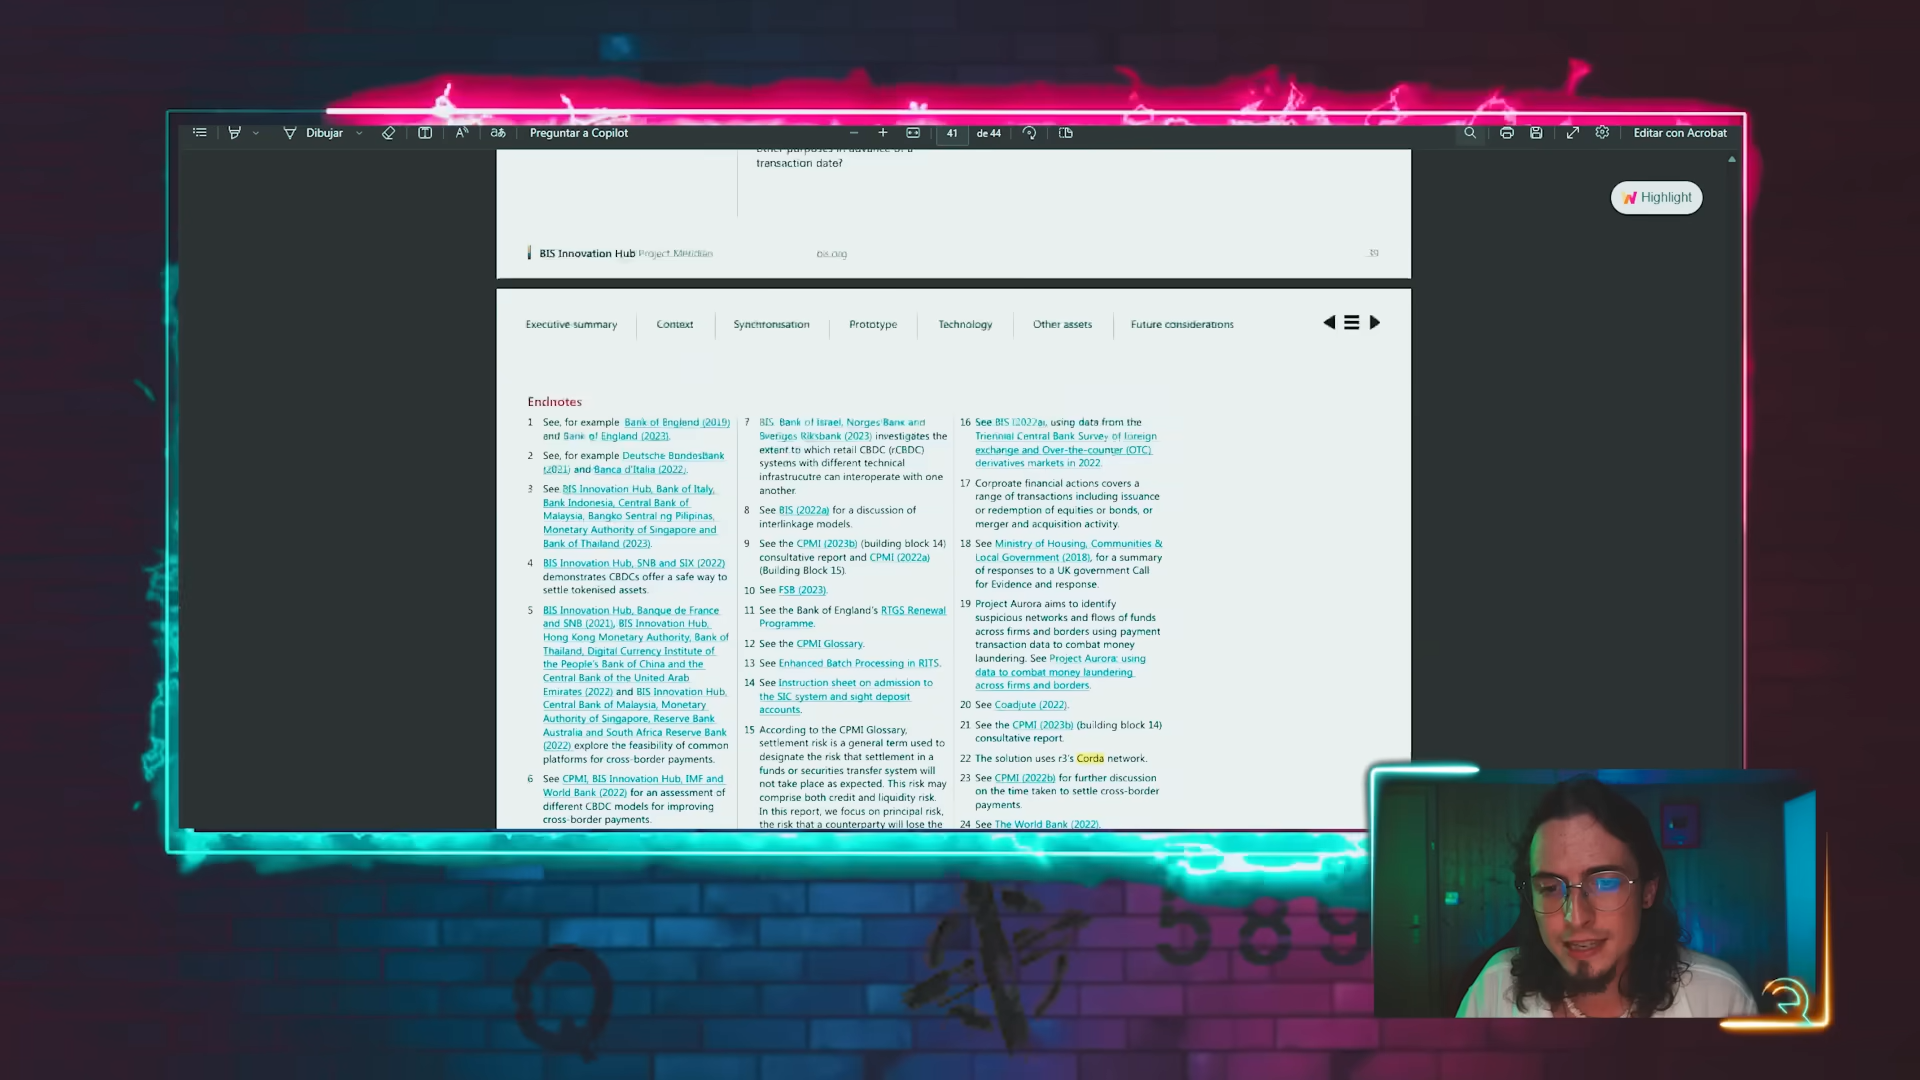 Dibujar
Preguntar a Copilot
41 de 44
Editar con Acrobat
Highlight
transaction date?
BIS Innovation Hub Project Meridian
bis.org
39
Executive summary
Context
Synchronisation
Prototype
Technology
Other assets
Future considerations
Endnotes
1 See, for example Bank of England (2019)
and Bank of England (2023).
2 See, for example Deutsche Bundesbank
(2021) and Banca d'Italia (2022).
3 See BIS Innovation Hub, Bank of Italy,
Bank Indonesia, Central Bank of
Malaysia, Bangko Sentral ng Pilipinas,
Monetary Authority of Singapore and
Bank of Thailand (2023).
4 BIS Innovation Hub, SNB and SIX (2022)
demonstrates CBDCs offer a safe way to
settle tokenised assets.
5 BIS Innovation Hub, Banque de France
and SNB (2021), BIS Innovation Hub,
Hong Kong Monetary Authority, Bank of
Thailand, Digital Currency Institute of
the People's Bank of China and the
Central Bank of the United Arab
Emirates (2022) and BIS Innovation Hub,
Central Bank of Malaysia, Monetary
Authority of Singapore, Reserve Bank
Australia and South Africa Reserve Bank
(2022) explore the feasibility of common
platforms for cross-border payments.
6 See CPMI, BIS Innovation Hub, IMF and
World Bank (2022) for an assessment of
different CBDC models for improving
cross-border payments.
7 BIS, Bank of Israel, Norges Bank and
Sveriges Riksbank (2023) investigates the
extent to which retail CBDC (rCBDC)
systems with different technical
infrastrucutre can interoperate with one
another.
8 See BIS (2022a) for a discussion of
interlinkage models.
9 See the CPMI (2023b) (building block 14)
consultative report and CPMI (2022a)
(Building Block 15).
10 See FSB (2023).
11 See the Bank of England's RTGS Renewal
Programme.
12 See the CPMI Glossary.
13 See Enhanced Batch Processing in RITS.
14 See Instruction sheet on admission to
the SIC system and sight deposit
accounts.
15 According to the CPMI Glossary,
settlement risk is a general term used to
designate the risk that settlement in a
funds or securities transfer system will
not take place as expected. This risk may
comprise both credit and liquidity risk.
In this report, we focus on principal risk,
the risk that a counterparty will lose the
16 See BIS (2022a), using data from the
Triennial Central Bank Survey of foreign
exchange and Over-the-counter (OTC)
derivatives markets in 2022.
17 Corproate financial actions covers a
range of transactions including issuance
or redemption of equities or bonds, or
merger and acquisition activity.
18 See Ministry of Housing, Communities &
Local Government (2018), for a summary
of responses to a UK government Call
for Evidence and response.
19 Project Aurora aims to identify
suspicious networks and flows of funds
across firms and borders using payment
transaction data to combat money
laundering. See Project Aurora: using
data to combat money laundering
across firms and borders.
20 See Coadjute (2022).
21 See the CPMI (2023b) (building block 14)
consultative report.
22 The solution uses r3's Corda network.
23 See CPMI (2022b) for further discussion
on the time taken to settle cross-border
payments.
24 See The World Bank (2022).
Q
589